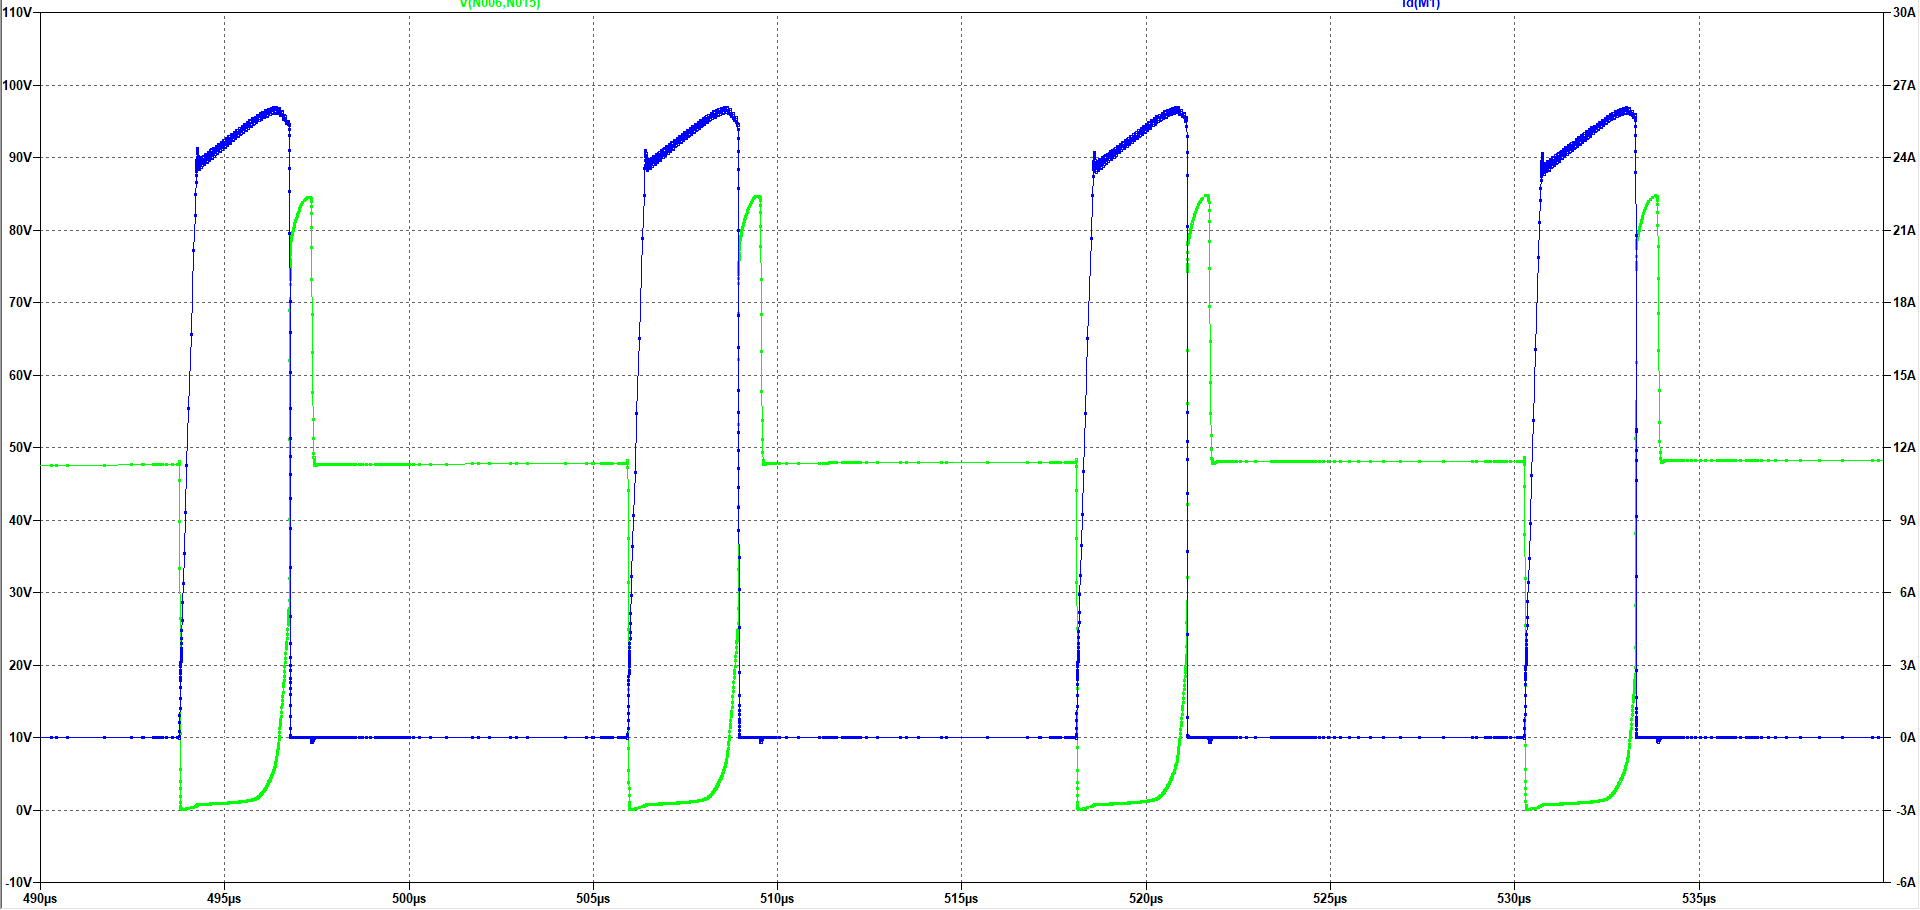 V(N006,N015) Id(M1)
110V 30A
100V 27A
90V 24A
80V 21A
70V 18A
60V 15A
50V 12A
40V 9A
30V 6A
20V 3A
10V 0A
0V -3A
-10V -6A
490µs 495µs 500µs 505µs 510µs 515µs 520µs 525µs 530µs 535µs